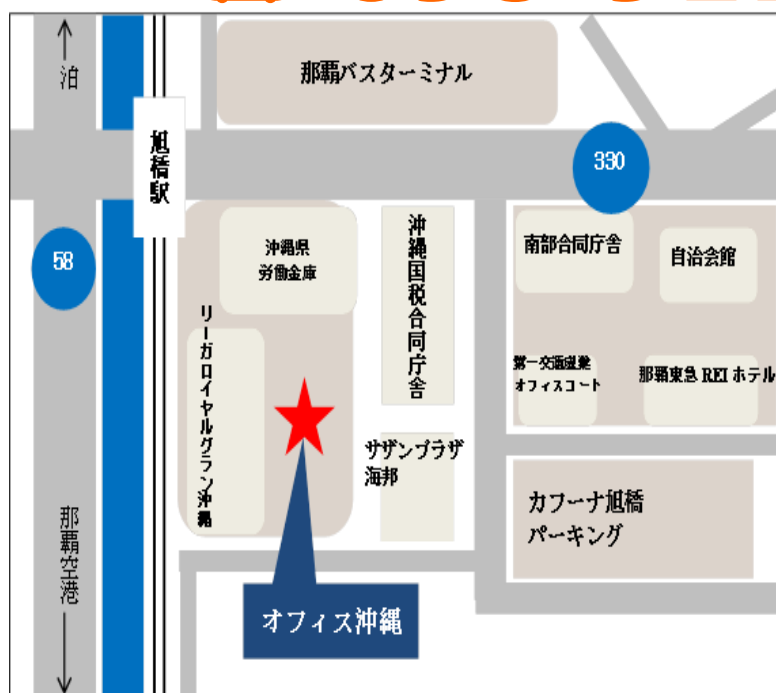 泊
那覇バスターミナル
旭橋駅
330
58
沖縄県
労働金庫
沖縄国税合同庁舎
南部合同庁舎
自治会館
リーガロイヤルグラン沖縄
第一交通産業
オフィスコート
那覇東急 REI ホテル
サザンプラザ
海邦
カフーナ旭橋
パーキング
那覇空港
オフィス沖縄